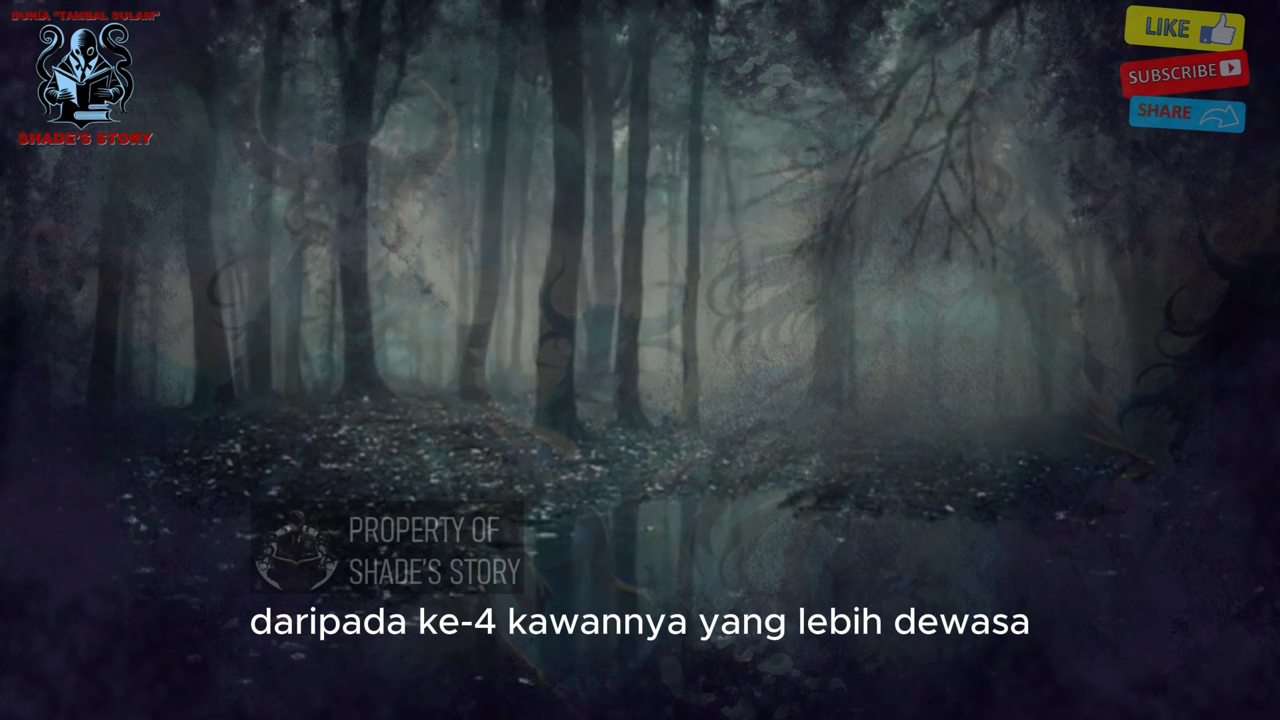 DUNIA "TAMBAL SULAM"
SHADE'S STORY
LIKE
SUBSCRIBE
SHARE
PROPERTY OF
SHADE'S STORY
daripada ke-4 kawannya yang lebih dewasa